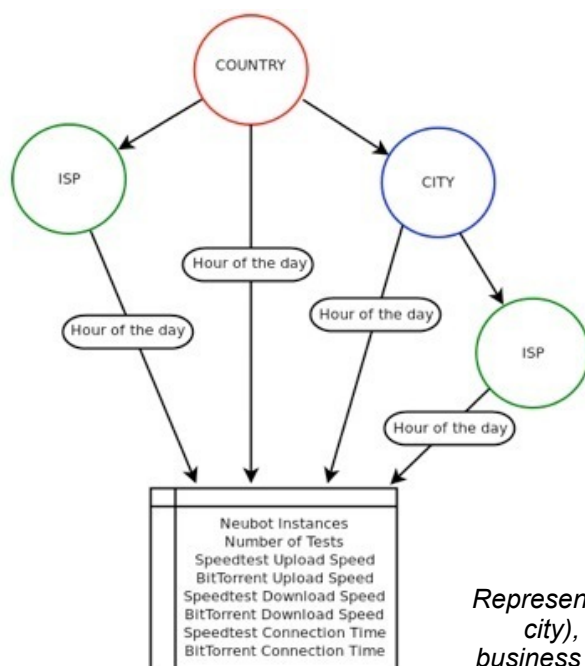 COUNTRY
ISP
CITY
Hour of the day
Hour of the day
Hour of the day
ISP
Hour of the day
Neubot Instances
Number of Tests
Speedtest Upload Speed
BitTorrent Upload Speed
Speedtest Download Speed
BitTorrent Download Speed
Speedtest Connection Time
BitTorrent Connection Time
city),
business